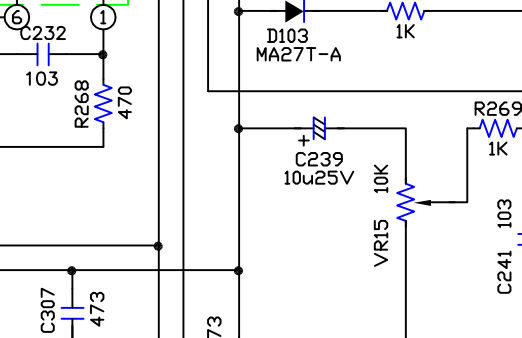 6
1
C232
103
R268
470
D103
MA27T-A
1K
C239
+
10u25V
10K
VR15
R269
1K
103
C241
C307
473
73